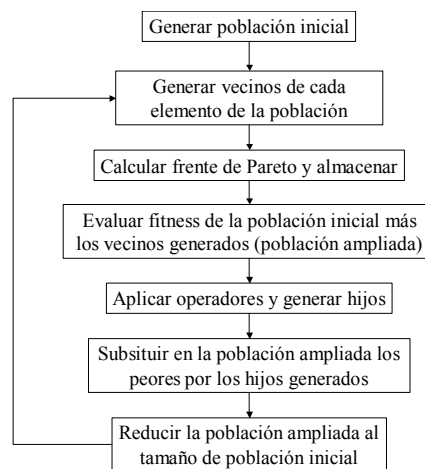 Generar población inicial
Generar vecinos de cada
elemento de la población
Calcular frente de Pareto y almacenar
Evaluar fitness de la población inicial más
los vecinos generados (población ampliada)
Aplicar operadores y generar hijos
Subsituir en la población ampliada los
peores por los hijos generados
Reducir la población ampliada al
tamaño de población inicial